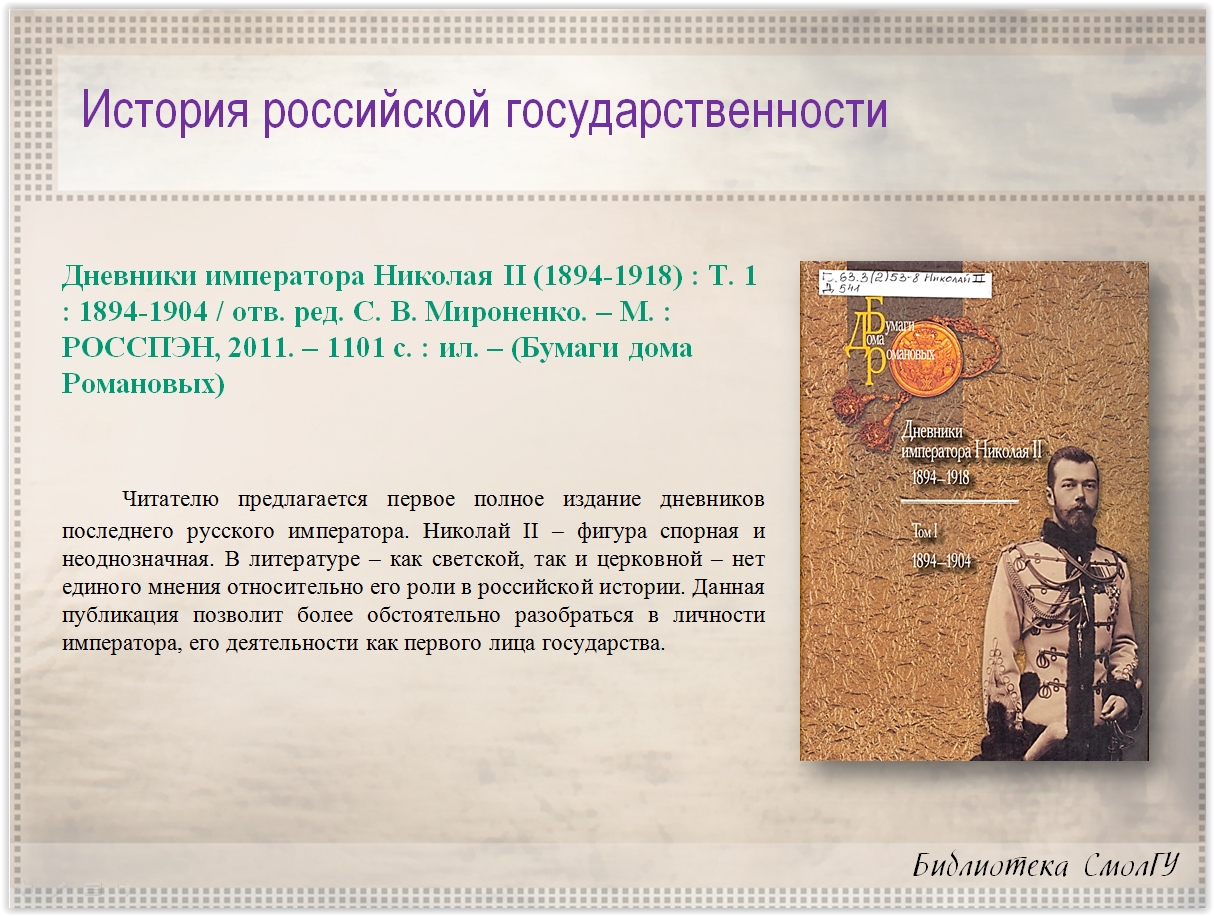 История российской государственности
Дневники императора Николая II (1894-1918) : Т. 1
: 1894-1904 / отв. ред. С. В. Мироненко. – М. :
РОССПЭН, 2011. – 1101 с. : ил. – (Бумаги дома
Романовых)
Читателю предлагается первое полное издание дневников
последнего русского императора. Николай II – фигура спорная и
неоднозначная. В литературе – как светской, так и церковной – нет
единого мнения относительно его роли в российской истории. Данная
публикация позволит более обстоятельно разобраться в личности
императора, его деятельности как первого лица государства.
Г. 63.3(2)53-8 Николай II
Д 541
Бумаги
Дома
Романовых
Дневники
императора Николая II
1894–1918
Том I
1894–1904
Библиотека СмолГУ